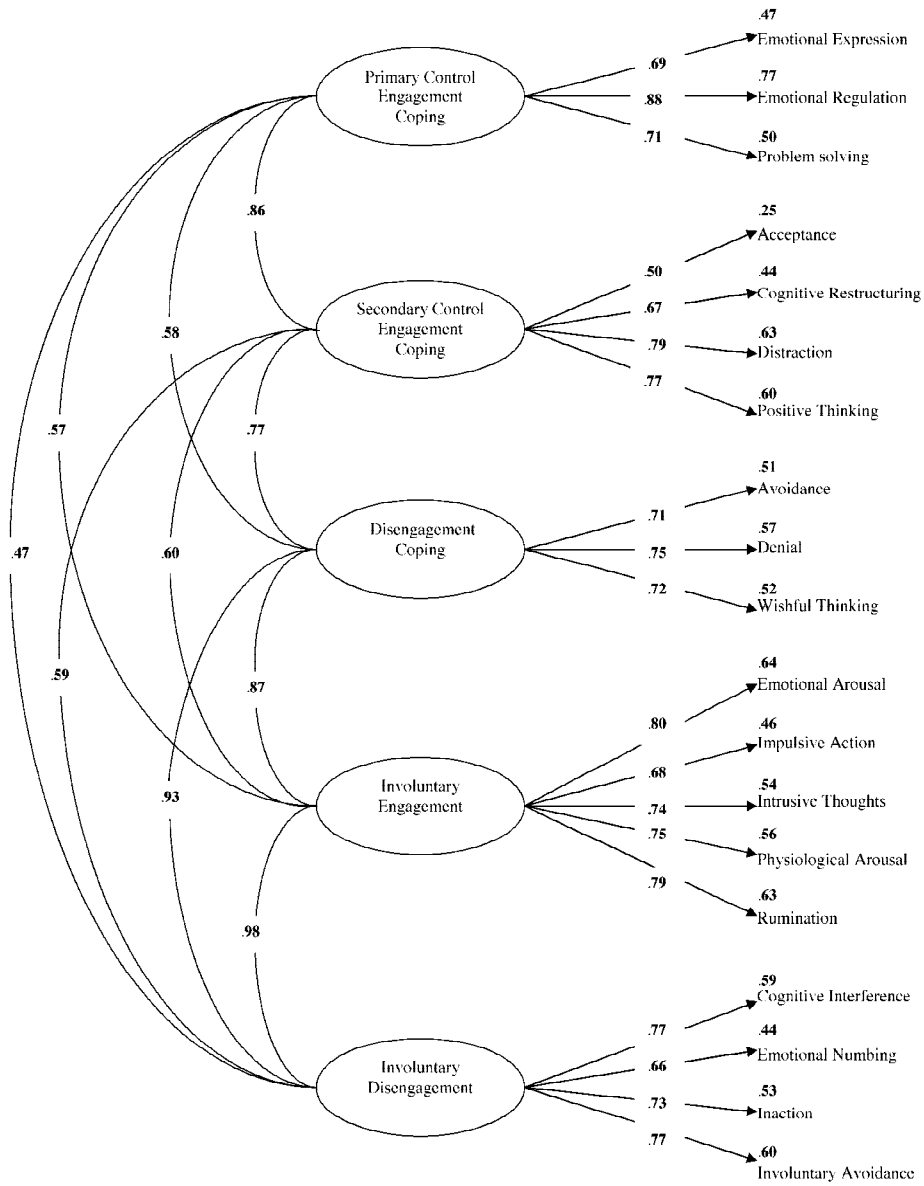 .47
Emotional Expression
.69
Primary Control
Engagement
Coping
.77
.88
Emotional Regulation
.71
.50
Problem solving
.86
.25
Acceptance
.50
.44
Cognitive Restructuring
.67
Secondary Control
Engagement
Coping
.58
.79
.63
Distraction
.77
.60
Positive Thinking
.57
.77
.51
Avoidance
.71
Disengagement
Coping
.57
.75
Denial
.47
.60
.72
.52
Wishful Thinking
.59
.87
.64
Emotional Arousal
.80
.46
Impulsive Action
.68
Involuntary
Engagement
.93
.54
.74
Intrusive Thoughts
.75
.56
Physiological Arousal
.79
.63
Rumination
.98
.59
Cognitive Interference
.77
.44
Emotional Numbing
.66
Involuntary
Disengagement
.73
.53
Inaction
.77
.60
Involuntary Avoidance